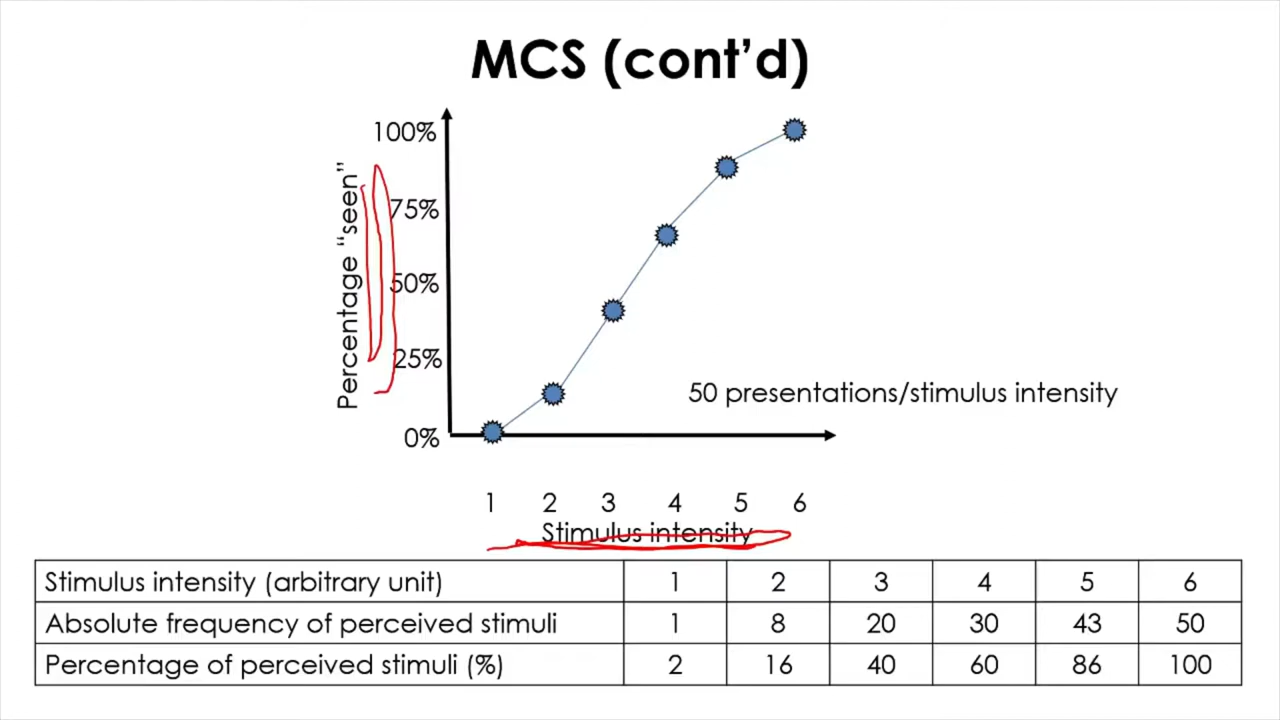 MCS (cont’d)
100%
75%
50%
25%
0%
Percentage “seen”
50 presentations/stimulus intensity
1 2 3 4 5 6
Stimulus intensity
Stimulus intensity (arbitrary unit) 1 2 3 4 5 6
Absolute frequency of perceived stimuli 1 8 20 30 43 50
Percentage of perceived stimuli (%) 2 16 40 60 86 100